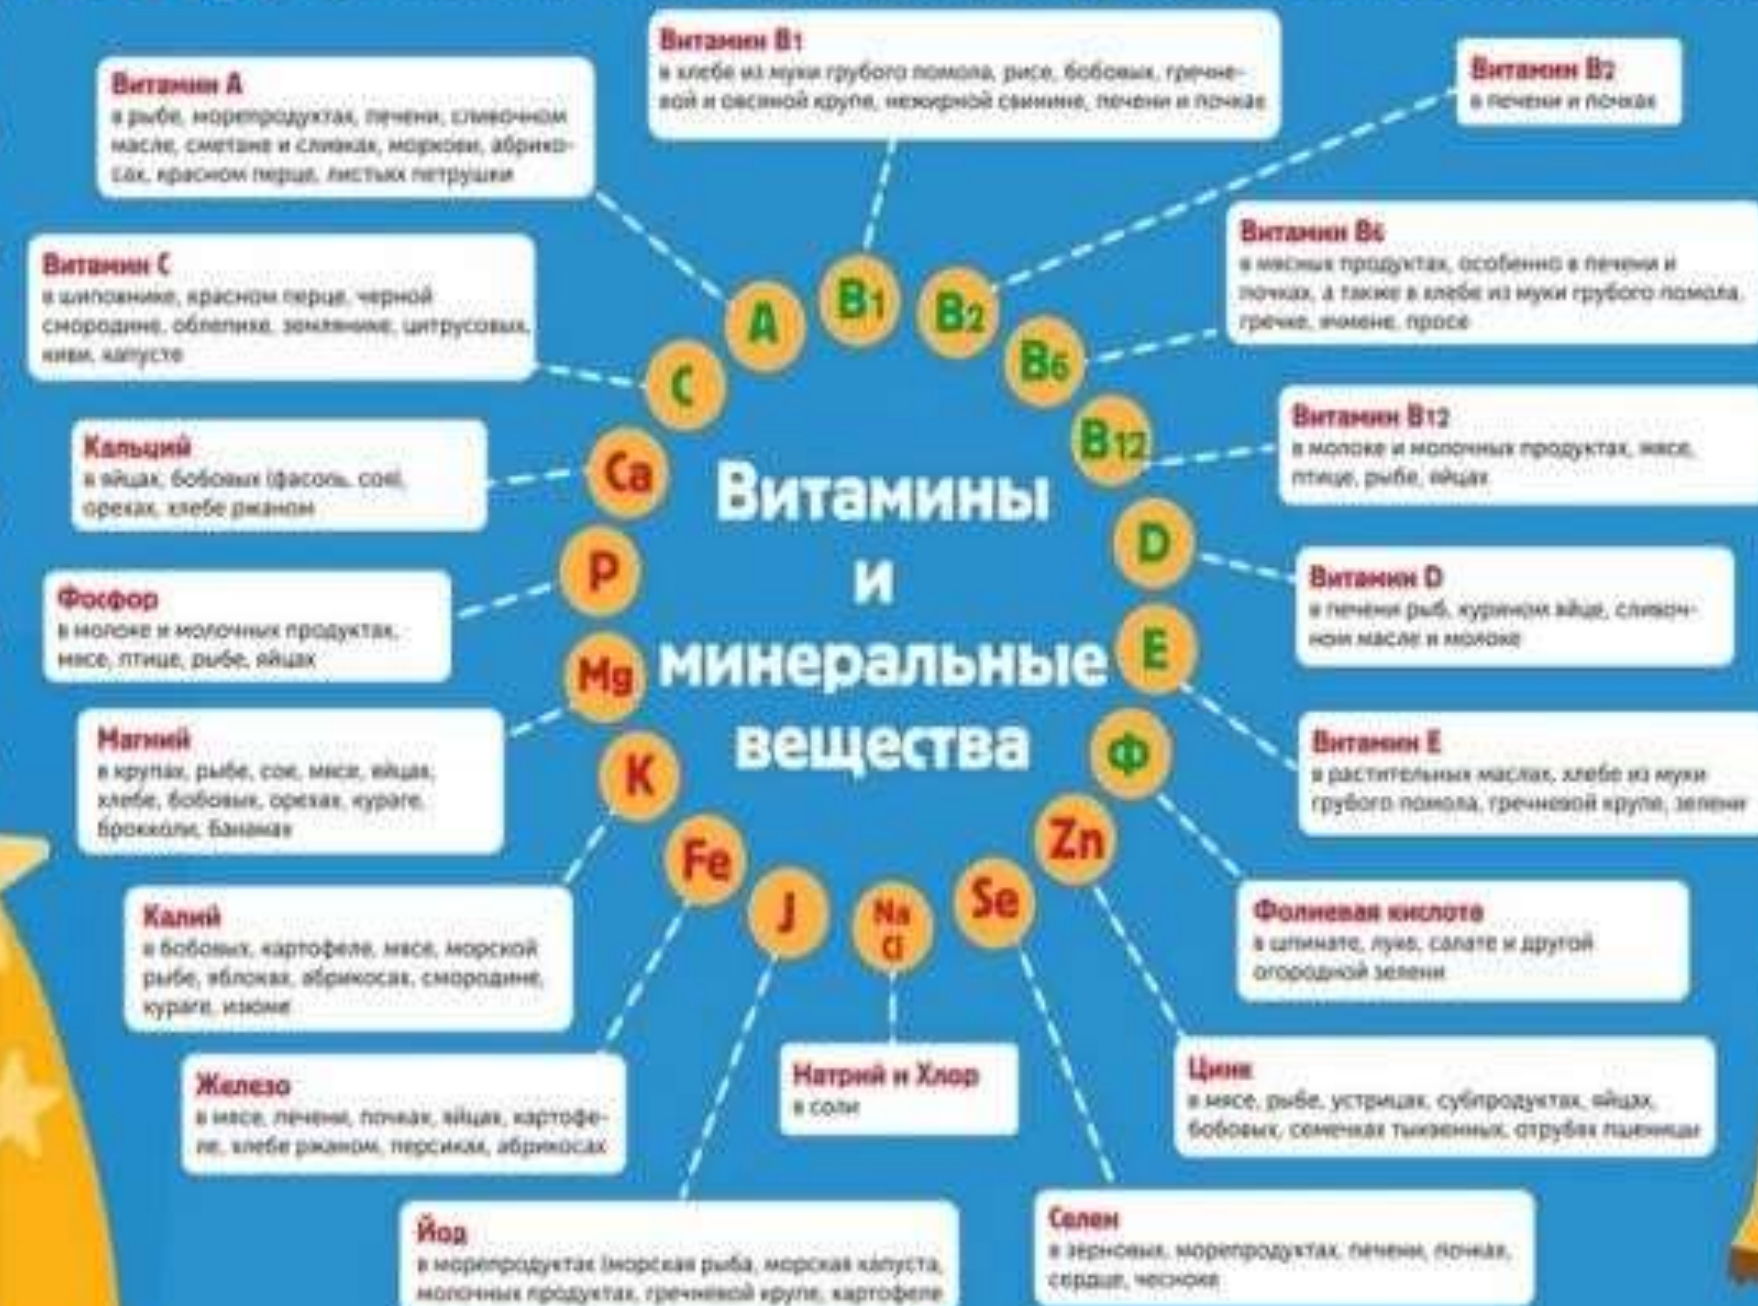 Витамин A
в рыбе, морепродуктах, печени, сливочном
масле, сметане и сливках, моркови, абрико-
сах, красном перце, листьях петрушки
Витамин B1
в хлебе из муки грубого помола, рисе, бобовых, гречне-
вой и овсяной крупе, нежирной свинине, печени и почках
Витамин B2
в печени и почках
Витамин B6
в мясных продуктах, особенно в печени и
почках, а также в хлебе из муки грубого помола,
гречке, ячмене, просе
Витамин B12
в молоке и молочных продуктах, мясе,
птице, рыбе, яйцах
Витамин D
в печени рыб, курином яйце, сливоч-
ном масле и молоке
Витамин E
в растительных маслах, хлебе из муки
грубого помола, гречневой крупе, зелени
Фолиевая кислота
в шпинате, луке, салате и другой
огородной зелени
Цинк
в мясе, рыбе, устрицах, субпродуктах, яйцах,
бобовых, семечках тыквенных, отрубях пшеницы
Селен
в зерновых, морепродуктах, печени, почках,
сердце, чесноке
Натрий и Хлор
в соли
Йод
в морепродуктах (морская рыба, морская капуста,
молочных продуктах, гречневой крупе, картофеле
Железо
в мясе, печени, почках, яйцах, картофе-
ле, хлебе ржаном, персиках, абрикосах
Калий
в бобовых, картофеле, мясе, морской
рыбе, яблоках, абрикосах, смородине,
кураге, изюме
Магний
в крупах, рыбе, сое, мясе, яйцах,
хлебе, бобовых, орехах, кураге,
брокколи, бананах
Фосфор
в молоке и молочных продуктах,
мясе, птице, рыбе, яйцах
Кальций
в яйцах, бобовых (фасоль, соя),
орехах, хлебе ржаном
Витамин C
в шиповнике, красном перце, черной
смородине, облепихе, землянике, цитрусовых,
киви, капусте
A
B1
B2
B6
B12
D
E
Ф
Zn
Se
Na
Cl
J
Fe
K
Mg
P
Ca
C
Витамины
и
минеральные
вещества